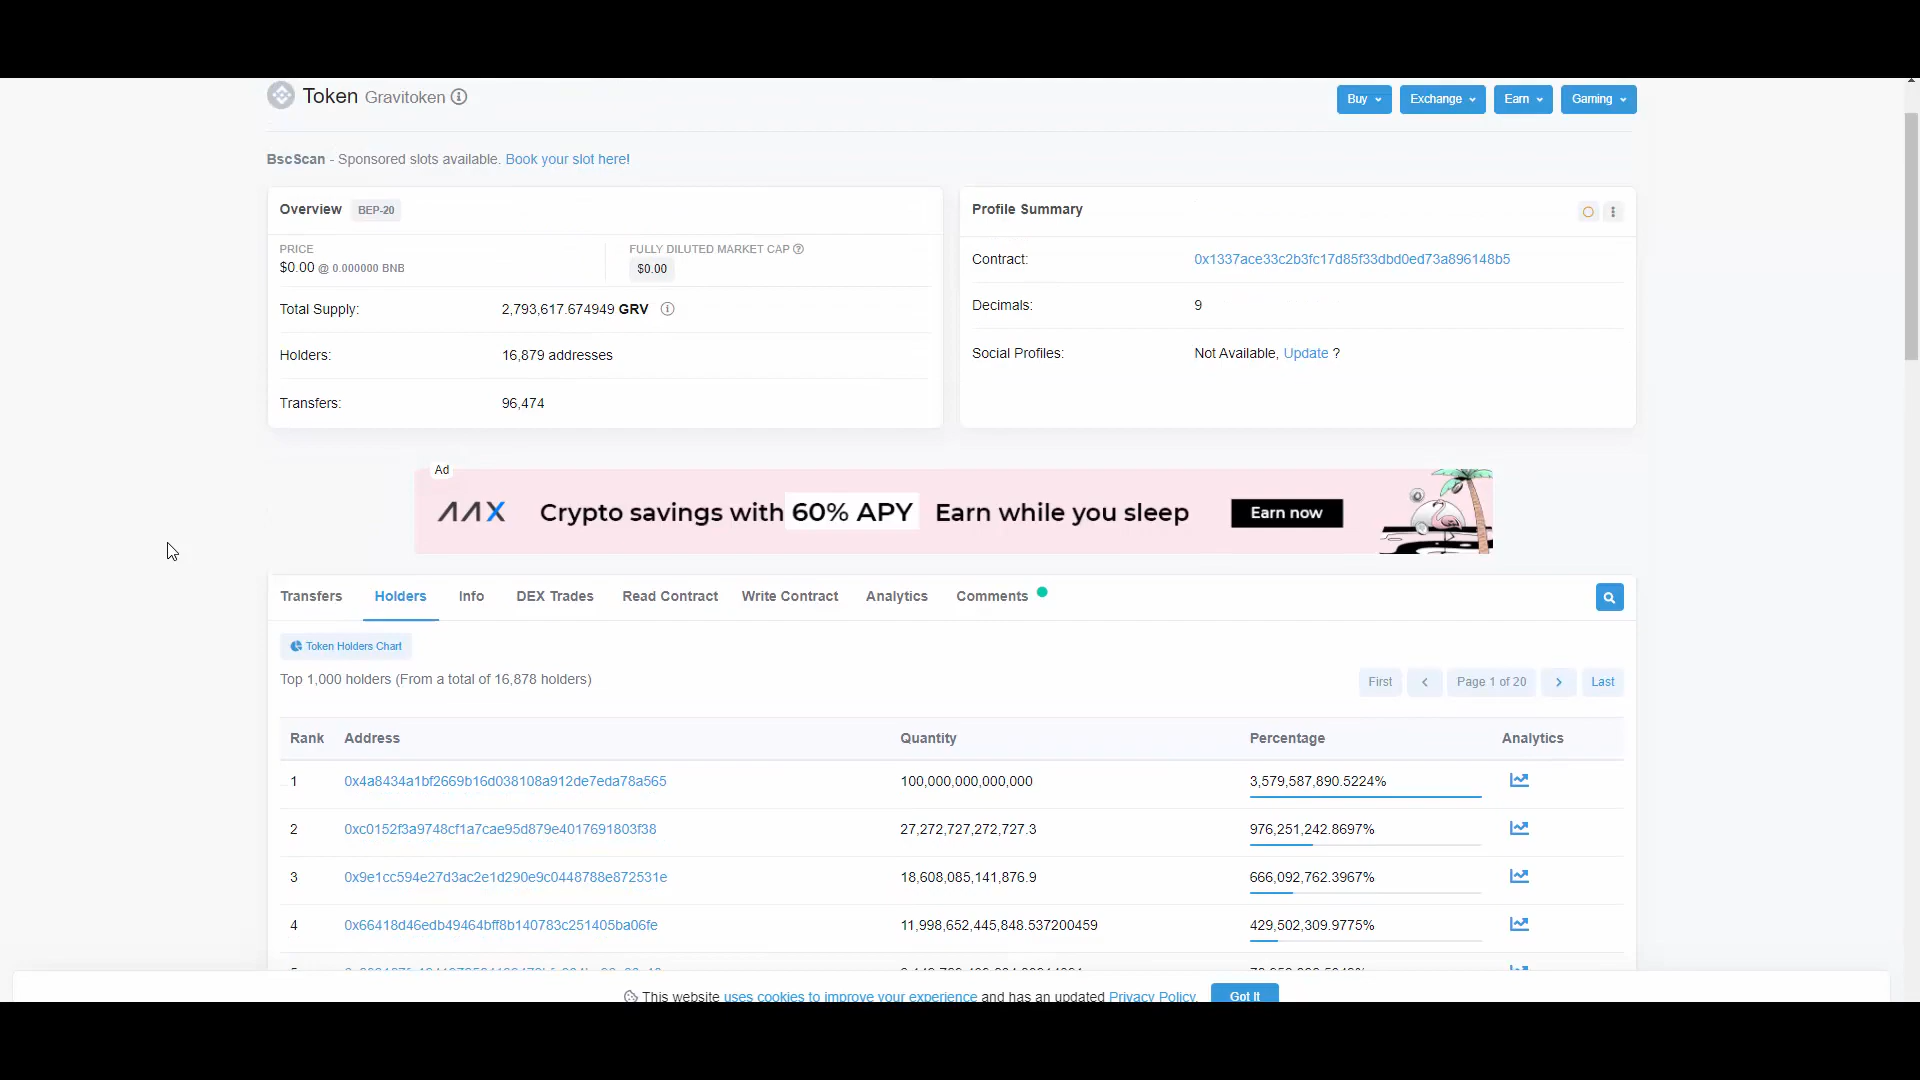 Token Gravitoken
Buy Exchange Earn Gaming
BscScan - Sponsored slots available. Book your slot here!
Overview BEP-20
PRICE
$0.00 @ 0.000000 BNB
FULLY DILUTED MARKET CAP
$0.00
Total Supply: 2,793,617.674949 GRV
Holders: 16,879 addresses
Transfers: 96,474
Profile Summary
Contract: 0x1337ace33c2b3fc17d85f33dbd0ed73a896148b5
Decimals: 9
Social Profiles: Not Available, Update ?
Ad
AAX Crypto savings with 60% APY Earn while you sleep Earn now
Transfers Holders Info DEX Trades Read Contract Write Contract Analytics Comments
Token Holders Chart
Top 1,000 holders (From a total of 16,878 holders)
First Page 1 of 20 Last
Rank Address Quantity Percentage Analytics
1 0x4a8434a1bf2669b16d038108a912de7eda78a565 100,000,000,000,000 3,579,587,890.5224%
2 0xc0152f3a9748cf1a7cae95d879e4017691803f38 27,272,727,272,727.3 976,251,242.8697%
3 0x9e1cc594e27d3ac2e1d290e9c0448788e872531e 18,608,085,141,876.9 666,092,762.3967%
4 0x66418d46edb49464bff8b140783c251405ba06fe 11,998,652,445,848.537200459 429,502,309.9775%
This website uses cookies to improve your experience and has an updated Privacy Policy. Got It